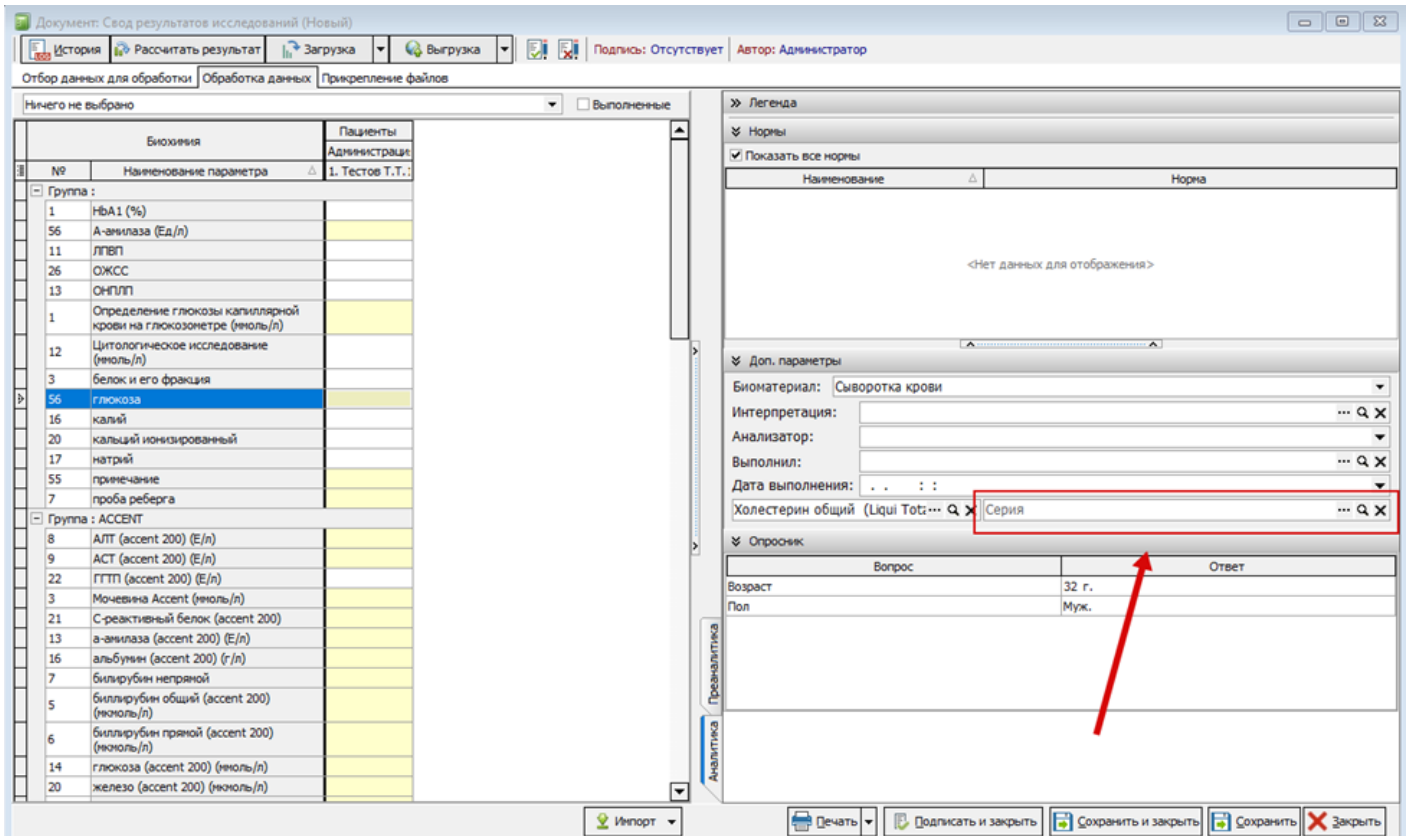 Документ: Свод результатов исследований (Новый)
История Рассчитать результат Загрузка Выгрузка Подпись: Отсутствует Автор: Администратор
Отбор данных для обработки Обработка данных Прикрепление файлов
Ничего не выбрано Выполненные
Биохимия Пациенты
Администраци
№ Наименование параметра 1. Тестов Т.Т.
Группа :
1 HbA1 (%)
56 А-амилаза (Ед/л)
11 ЛПВП
26 ОЖСС
13 ОНПЛП
1 Определение глюкозы капиллярной
крови на глюкозометре (ммоль/л)
12 Цитологическое исследование
(ммоль/л)
3 белок и его фракция
56 глюкоза
16 калий
20 кальций ионизированный
17 натрий
55 примечание
7 проба реберга
Группа : ACCENT
8 АЛТ (accent 200) (Е/л)
9 АСТ (accent 200) (Е/л)
22 ГГТП (accent 200) (Е/л)
3 Мочевина Accent (ммоль/л)
21 С-реактивный белок (accent 200)
13 а-амилаза (accent 200) (Е/л)
16 альбумин (accent 200) (г/л)
7 билирубин непряной
5 биллирубин общий (accent 200)
(мкмоль/л)
6 биллирубин пряной (accent 200)
(мкмоль/л)
14 глюкоза (accent 200) (ммоль/л)
20 железо (accent 200) (мкмоль/л)
Легенда
Нормы
Показать все нормы
Наименование Норма
<Нет данных для отображения>
Доп. параметры
Биоматериал: Сыворотка крови
Интерпретация:
Анализатор:
Выполнил:
Дата выполнения: . . : :
Холестерин общий (Liqui Tota Серия
Опросник
Вопрос Ответ
Возраст 32 г.
Пол Муж.
Преаналитика
Аналитика
Импорт Печать Подписать и закрыть Сохранить и закрыть Сохранить Закрыть